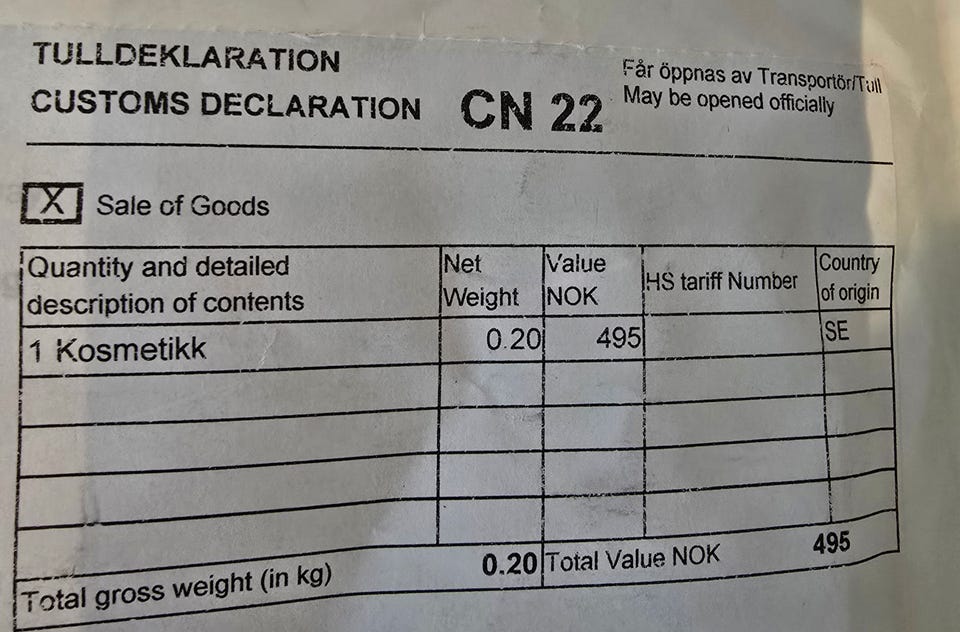 TULLDEKLARATION
CUSTOMS DECLARATION CN 22
Får öppnas av Transportör/Tull
May be opened officially
X Sale of Goods
Quantity and detailed description of contents
Net Weight
Value NOK
HS tariff Number
Country of origin
1 Kosmetikk 0.20 495 SE
Total gross weight (in kg) 0.20 Total Value NOK 495